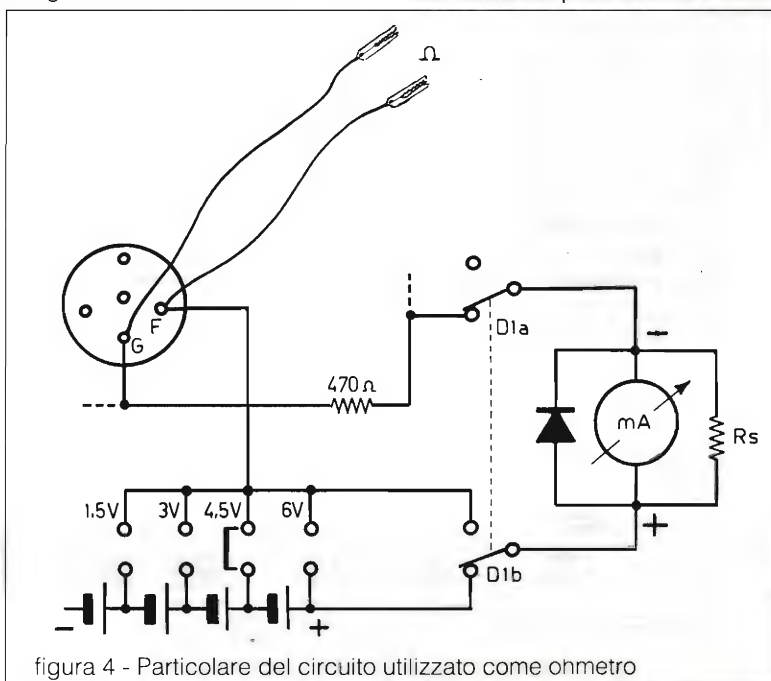 Ω
F
G
D1a
470 Ω
-
mA
Rs
+
1,5V 3V 4,5V 6V
D1b
- +
figura 4 - Particolare del circuito utilizzato come ohmetro